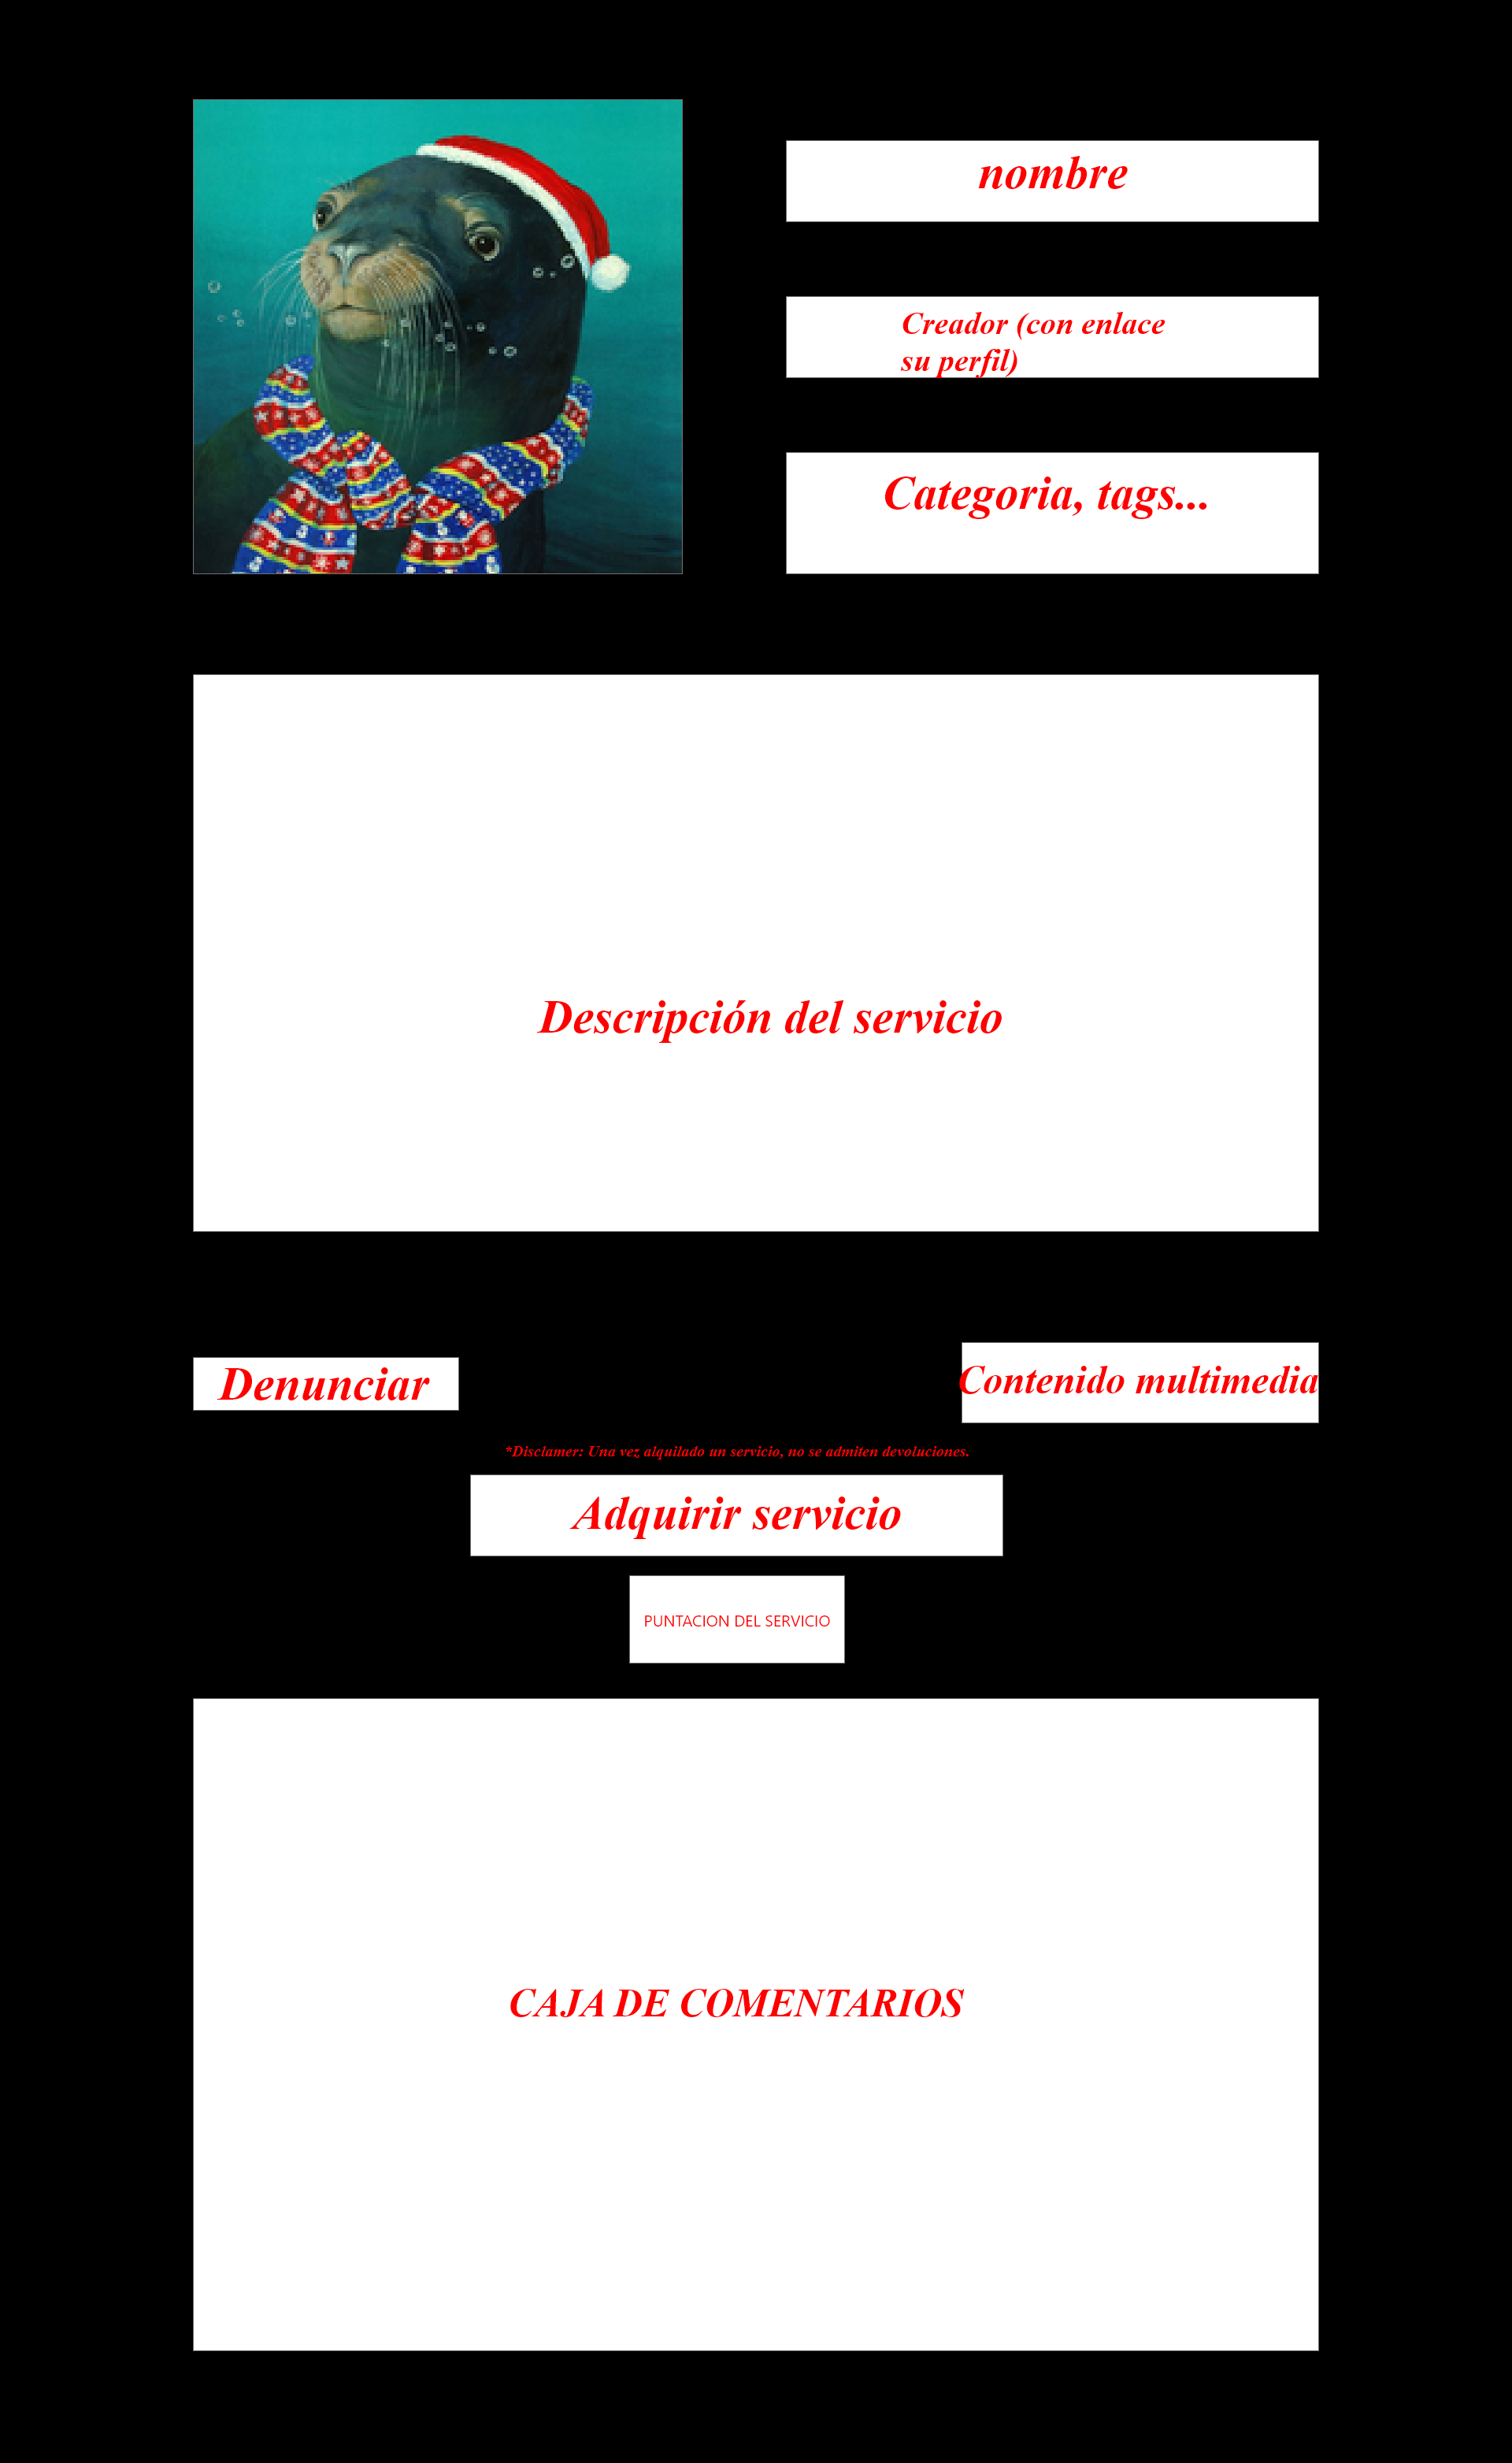 nombre
Creador (con enlace
su perfil)
Categoria, tags...
Descripción del servicio
Denunciar
Contenido multimedia
*Disclamer: Una vez alquilado un servicio, no se admiten devoluciones.
Adquirir servicio
PUNTACION DEL SERVICIO
CAJA DE COMENTARIOS